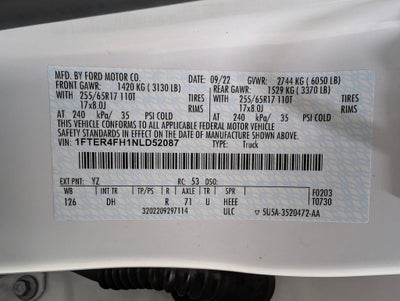 MFD. BY FORD MOTOR CO. 09/22 GVWR: 2744 KG ( 6050 LB)
FRONT GAWR: 1420 KG ( 3130 LB) REAR GAWR: 1529 KG ( 3370 LB)
WITH 255/65R17 110T TIRES WITH 255/65R17 110T TIRES
17x8.0J RIMS 17x8.0J RIMS
AT 240 kPa/ 35 PSI COLD AT 240 kPa/ 35 PSI COLD
THIS VEHICLE CONFORMS TO ALL APPLICABLE FEDERAL MOTOR VEHICLE
SAFETY STANDARDS IN EFFECT ON THE DATE OF MANUFACTURE SHOWN ABOVE.
VIN: 1FTER4FH1NLD52087 TYPE: Truck
EXT PNT: YZ RC: 53 DSO:
WB INT TR TP/PS R AXLE TR SPR F0203
126 DH R 71 U HEEE T0730
3202209297114 ULC ▽ 5U5A-3520472-AA